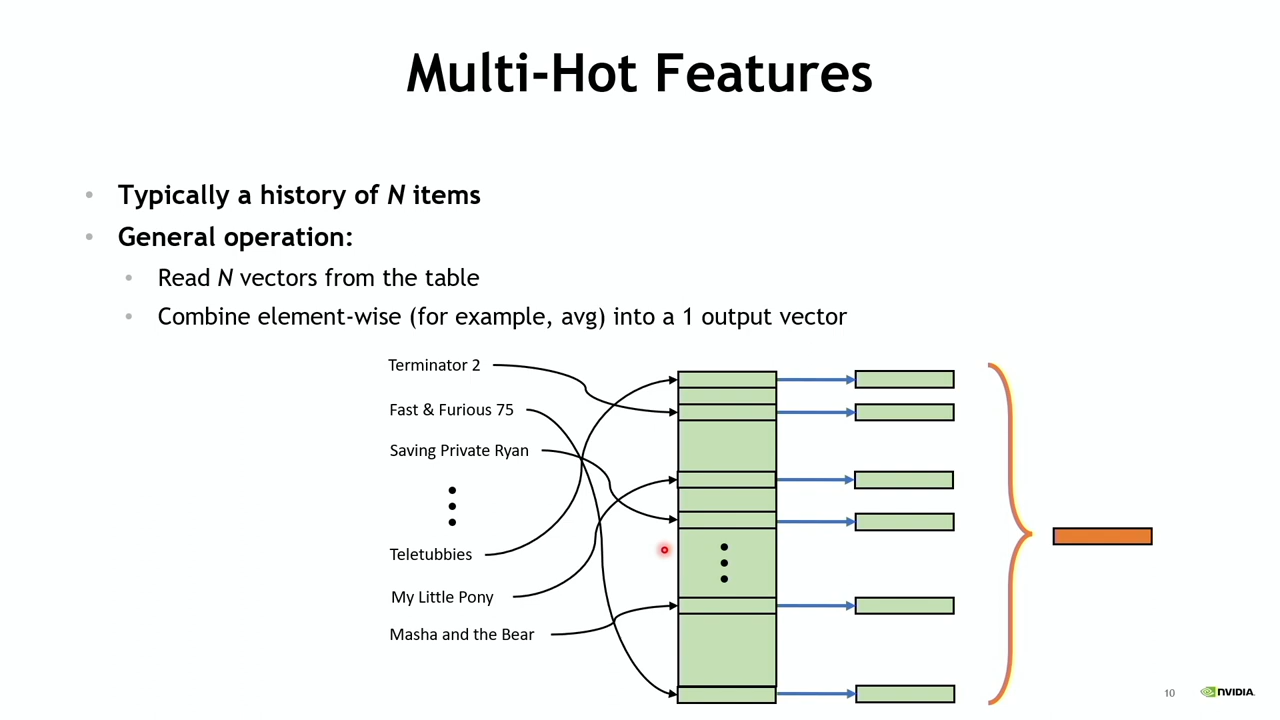 Multi-Hot Features
• Typically a history of N items
• General operation:
• Read N vectors from the table
• Combine element-wise (for example, avg) into a 1 output vector
Terminator 2
Fast & Furious 75
Saving Private Ryan
Teletubbies
My Little Pony
Masha and the Bear
10
NVIDIA.